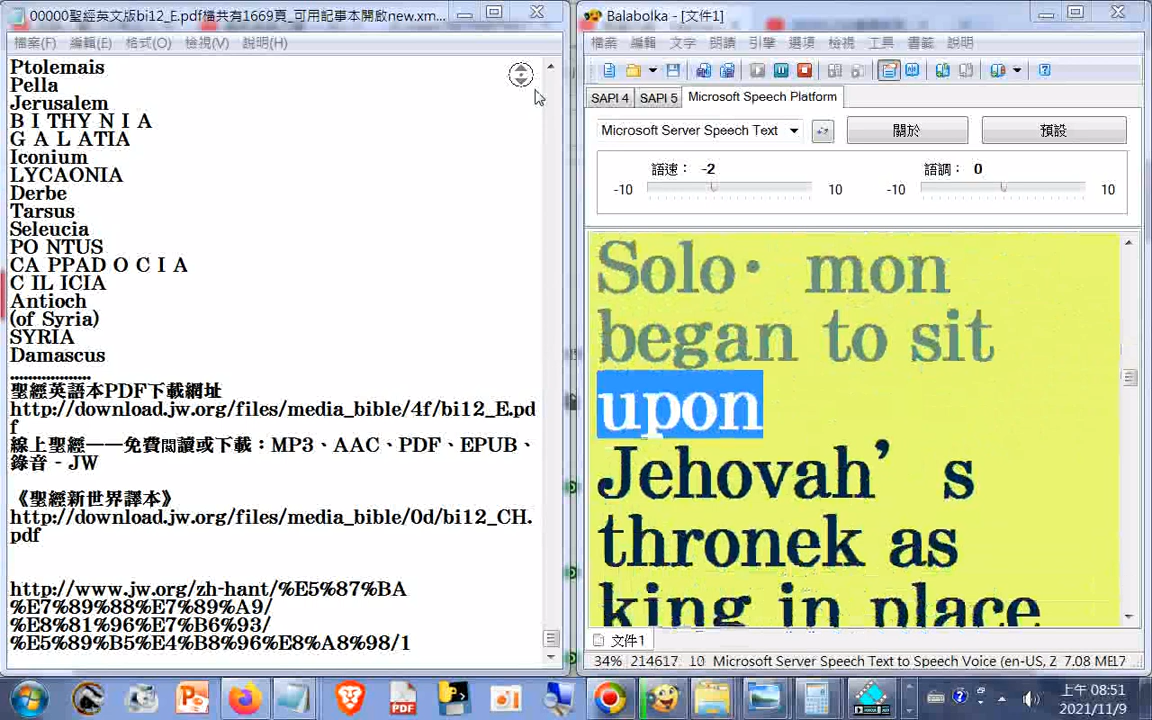 00000聖經英文版bi12_E.pdf檔共有1669頁_可用記事本開啟new.xm...
檔案(F) 編輯(E) 格式(O) 檢視(V) 說明(H)
Ptolemais
Pella
Jerusalem
B I THY N I A
G A L ATIA
Iconium
LYCAONIA
Derbe
Tarsus
Seleucia
PO NTUS
CA PPAD O C I A
C IL ICIA
Antioch
(of Syria)
SYRIA
Damascus
..................
聖經英語本PDF下載網址
http://download.jw.org/files/media_bible/4f/bi12_E.pd
f
線上聖經——免費閱讀或下載：MP3、AAC、PDF、EPUB、
錄音 - JW
《聖經新世界譯本》
http://download.jw.org/files/media_bible/0d/bi12_CH.
pdf
http://www.jw.org/zh-hant/%E5%87%BA
%E7%89%88%E7%89%A9/
%E8%81%96%E7%B6%93/
%E5%89%B5%E4%B8%96%E8%A8%98/1
Balabolka - [文件1]
檔案 編輯 文字 朗讀 引擎 選項 檢視 工具 書籤 說明
SAPI 4 SAPI 5 Microsoft Speech Platform
Microsoft Server Speech Text 關於 預設
語速： -2 語調： 0
-10 10 -10 10
Solo· mon
began to sit
upon
Jehovah’ s
thronek as
king in place
文件1
34% 214617: 10 Microsoft Server Speech Text to Speech Voice (en-US, Z 7.08 ME
上午 08:51
2021/11/9